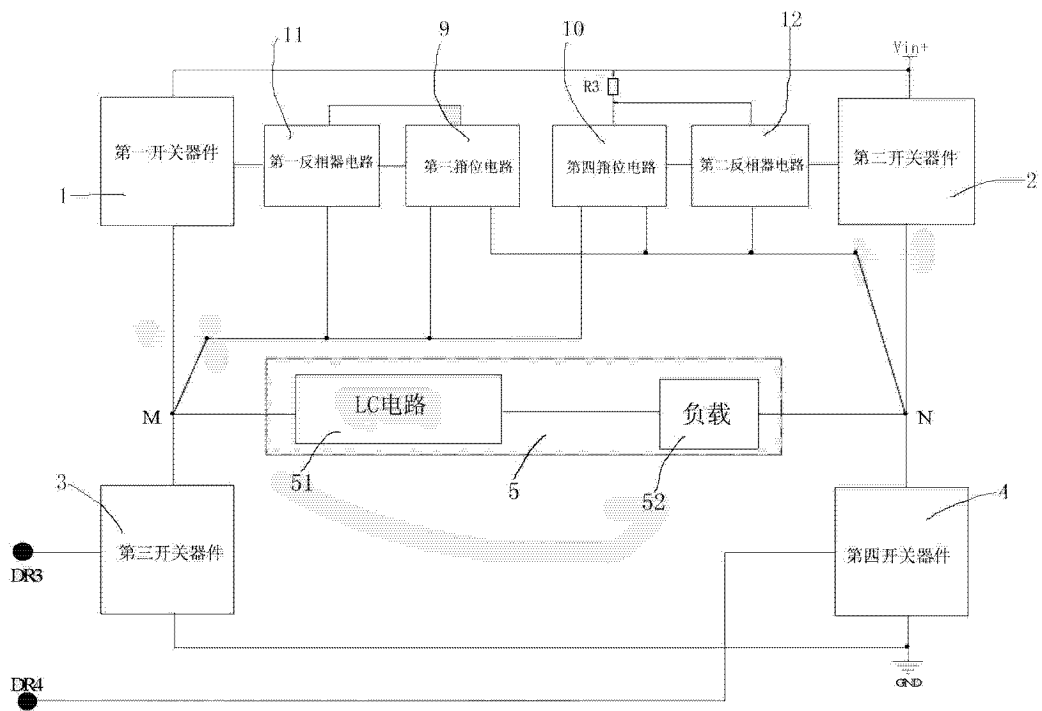 11
9
10
12
Vin+
R3
第一开关器件
第一反相器电路
第三箝位电路
第四箝位电路
第二反相器电路
第二开关器件
1
2
M
LC电路
负载
N
51
5
52
3
4
第三开关器件
第四开关器件
DR3
DR4
GND